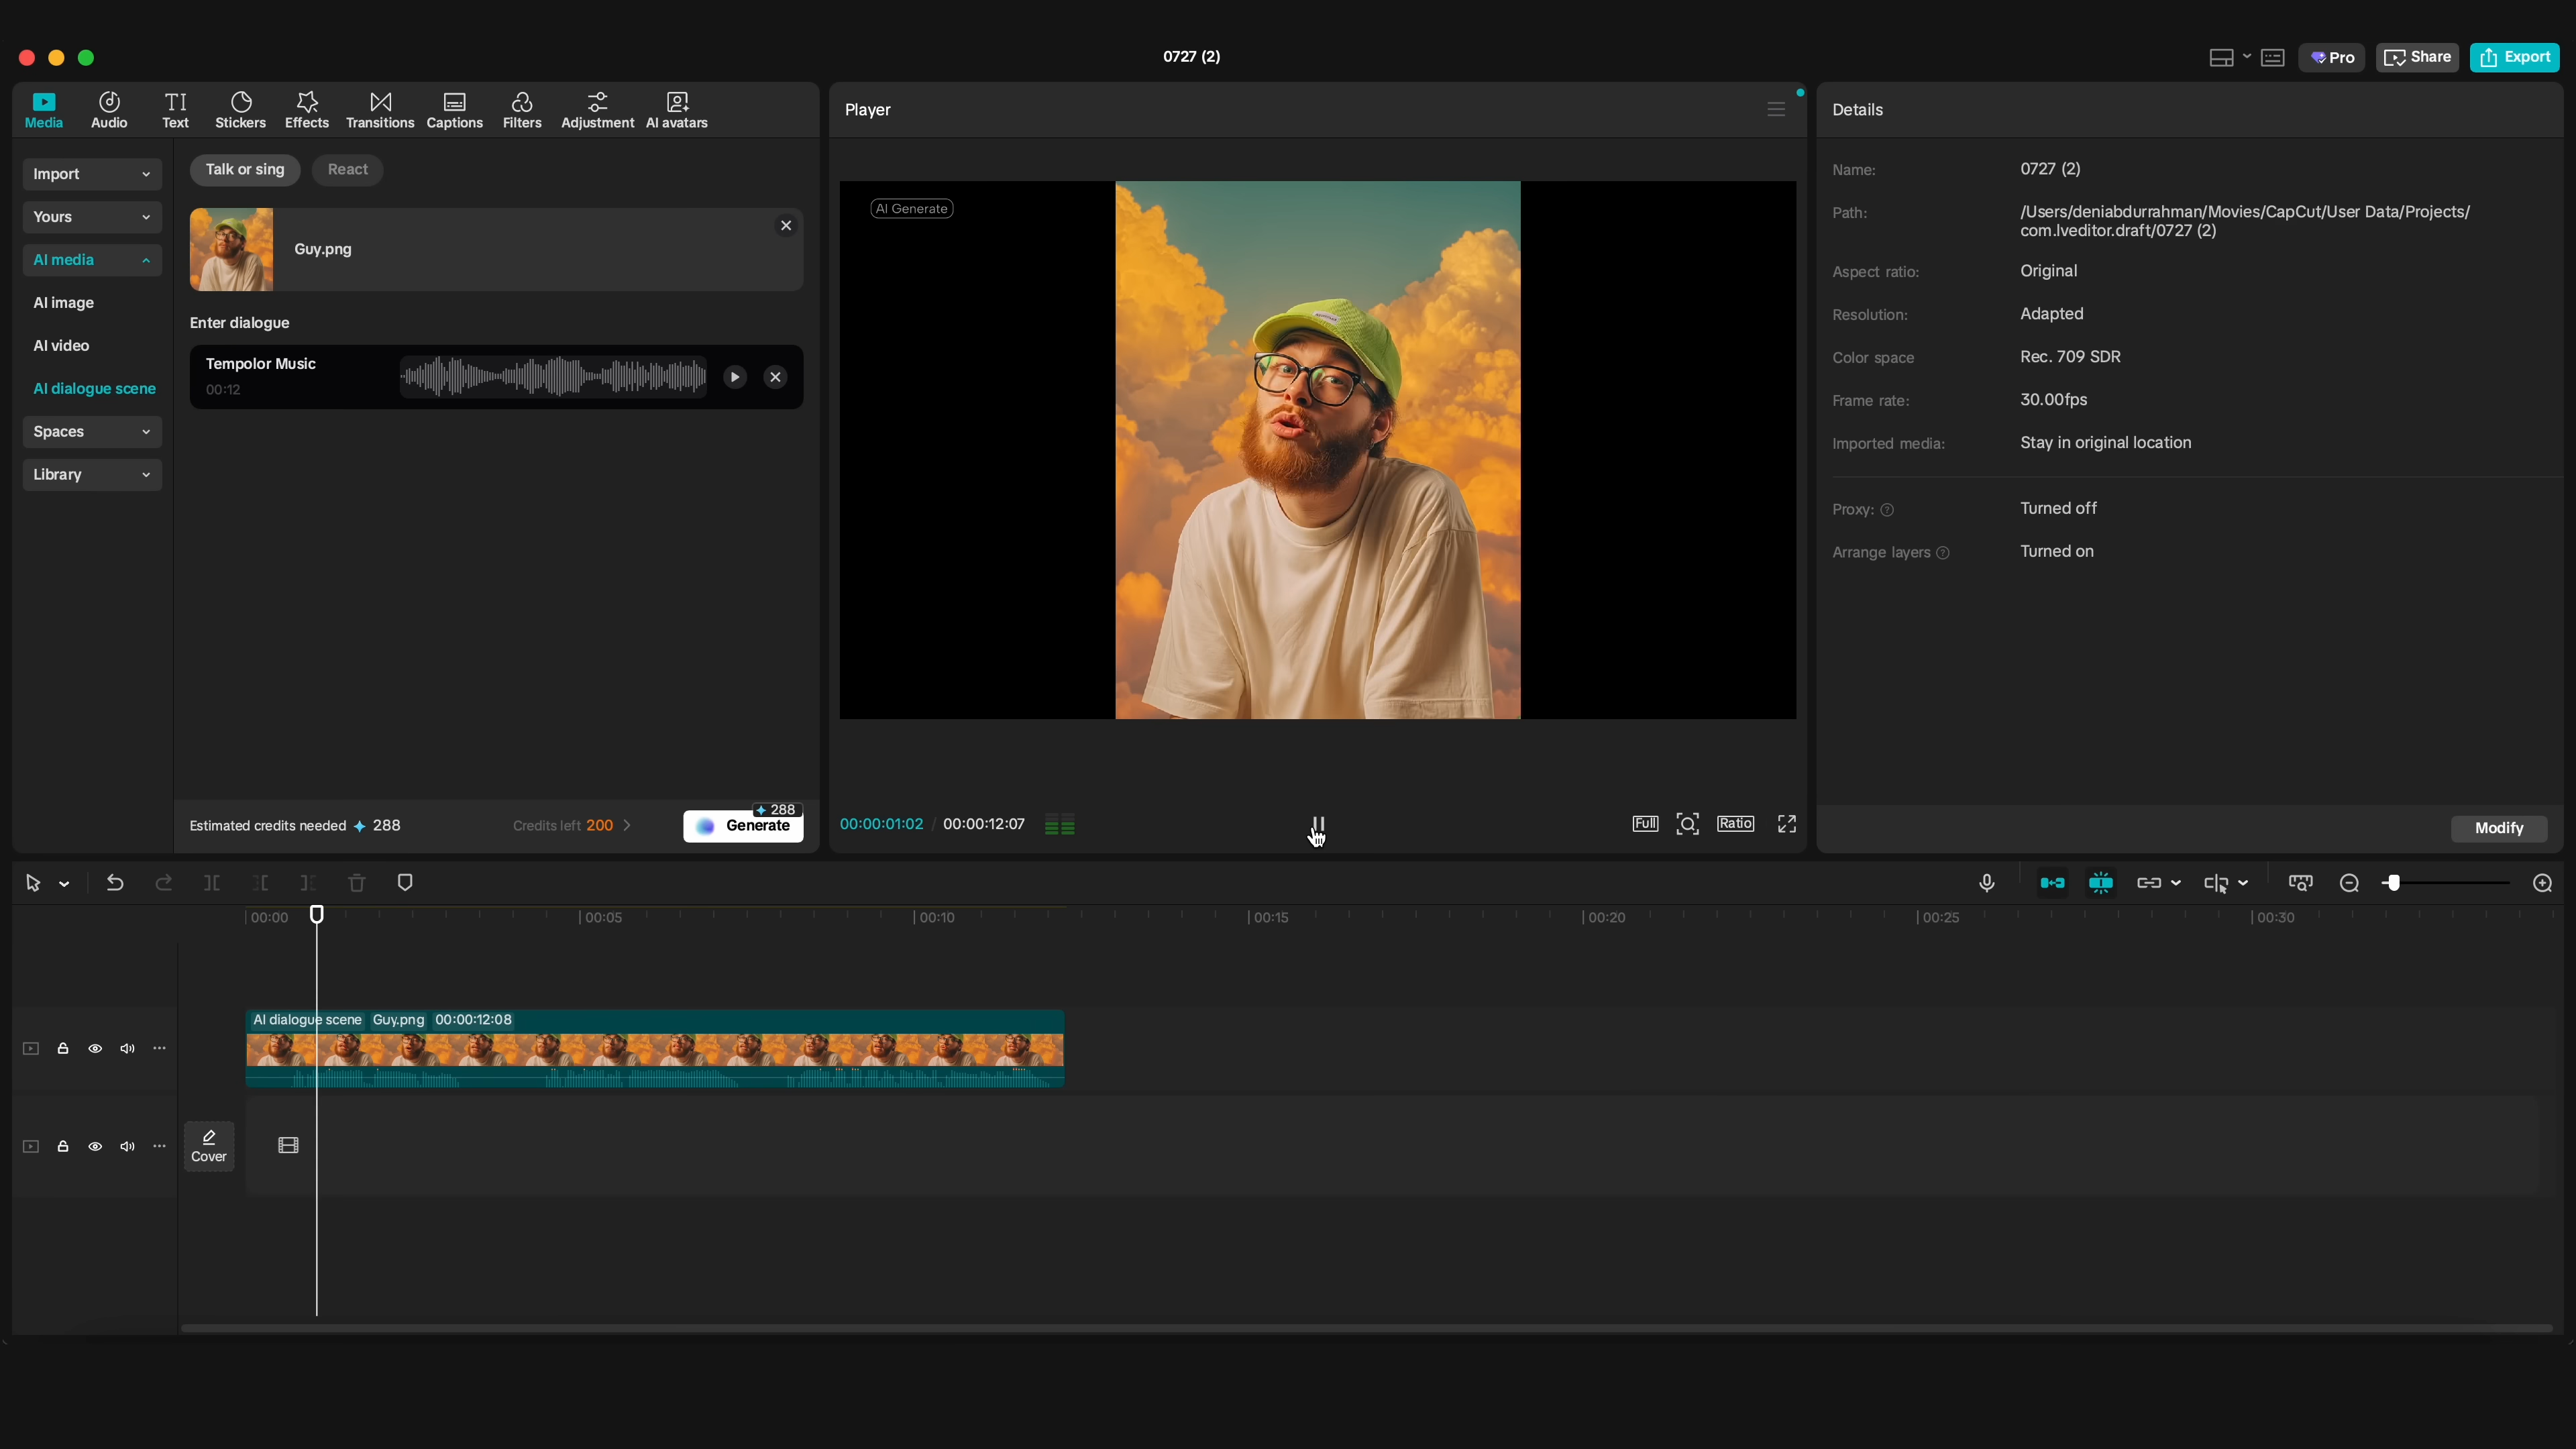 0727 (2)
Pro
Share
Export
Media
Audio
Text
Stickers
Effects
Transitions
Captions
Filters
Adjustment
AI avatars
Import
Yours
AI media
AI image
AI video
AI dialogue scene
Spaces
Library
Talk or sing
React
Guy.png
Enter dialogue
Tempolor Music
00:12
Estimated credits needed 288
Credits left 200
288
Generate
Player
AI Generate
00:00:01:02 / 00:00:12:07
Full
Ratio
Details
Name: 0727 (2)
Path: /Users/deniabdurrahman/Movies/CapCut/User Data/Projects/
com.lveditor.draft/0727 (2)
Aspect ratio: Original
Resolution: Adapted
Color space Rec. 709 SDR
Frame rate: 30.00fps
Imported media: Stay in original location
Proxy: Turned off
Arrange layers Turned on
Modify
00:00
00:05
00:10
00:15
00:20
00:25
00:30
AI dialogue scene Guy.png 00:00:12:08
Cover